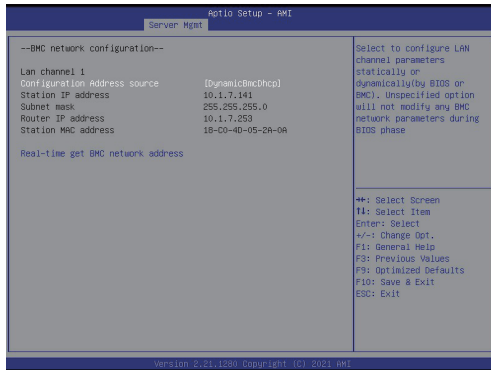 Aptio Setup - AMI
Server Mgmt
--BMC network configuration--
Lan channel 1
Configuration Address source [DynamicBmcDhcp]
Station IP address 10.1.7.141
Subnet mask 255.255.255.0
Router IP address 10.1.7.253
Station MAC address 18-C0-4D-05-2A-0A
Real-time get BMC network address
Select to configure LAN
channel parameters
statically or
dynamically(by BIOS or
BMC). Unspecified option
will not modify any BMC
network parameters during
BIOS phase
→←: Select Screen
↑↓: Select Item
Enter: Select
+/-: Change Opt.
F1: General Help
F3: Previous Values
F9: Optimized Defaults
F10: Save & Exit
ESC: Exit
Version 2.21.1280 Copyright (C) 2021 AMI